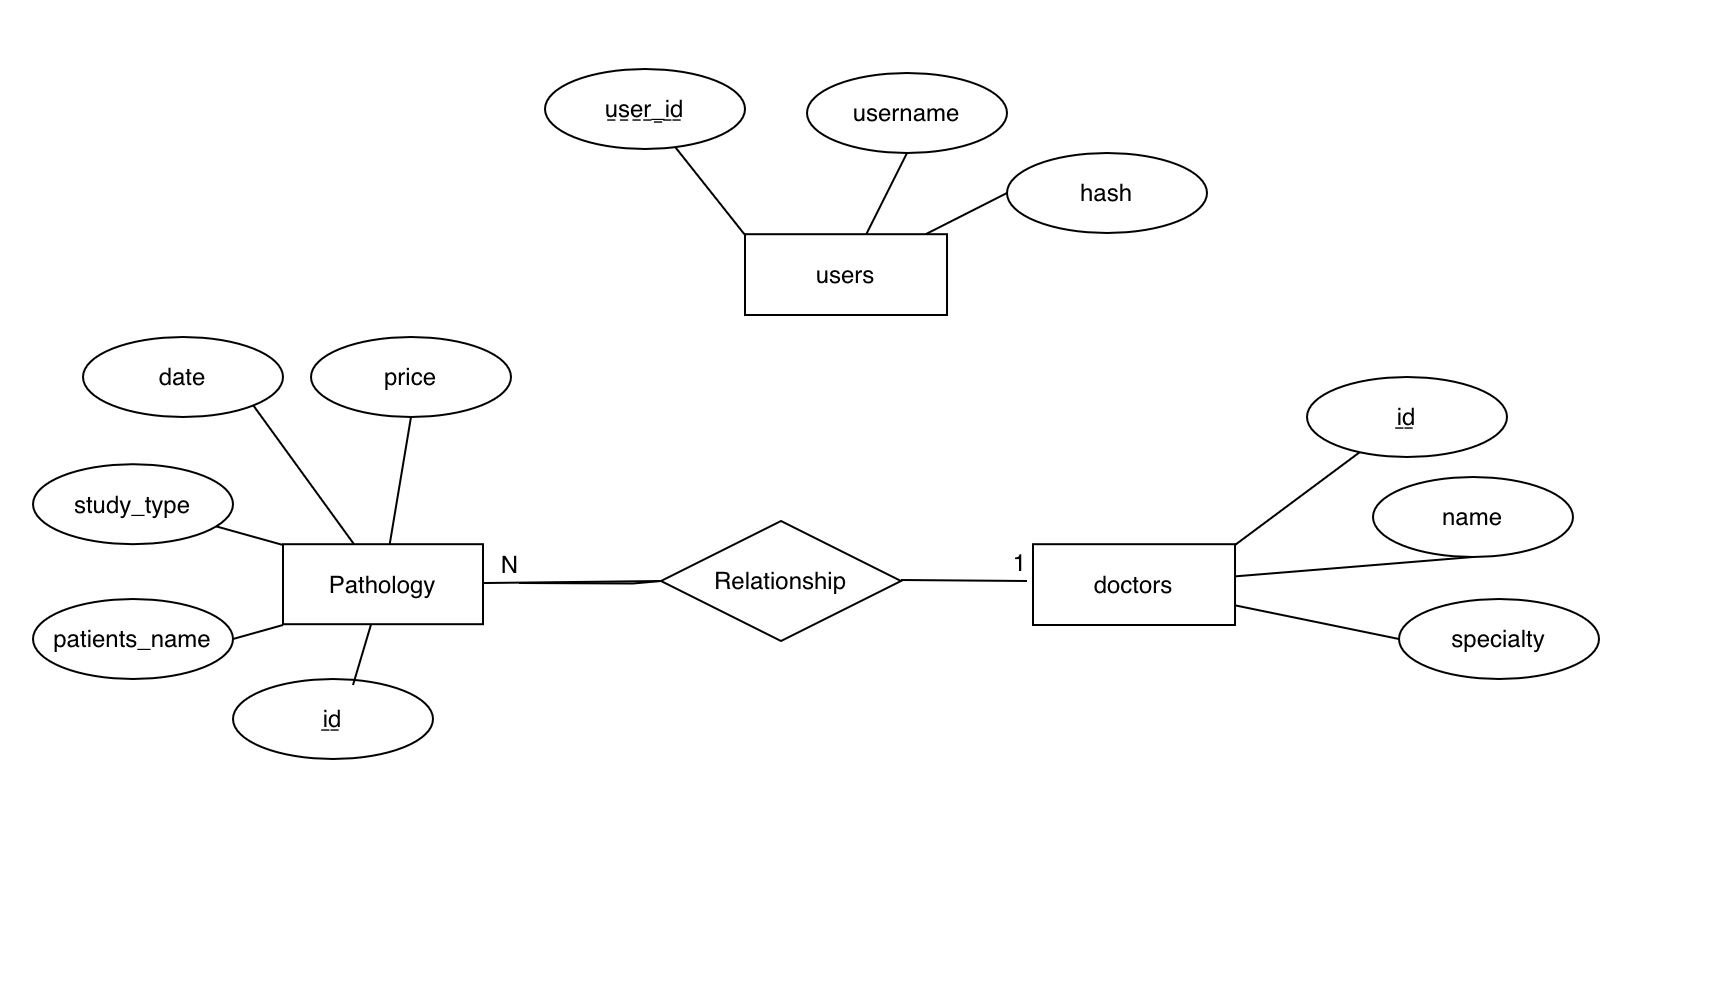 user_id
username
hash
users
date
price
id
study_type
name
N
1
Pathology
Relationship
doctors
patients_name
specialty
id